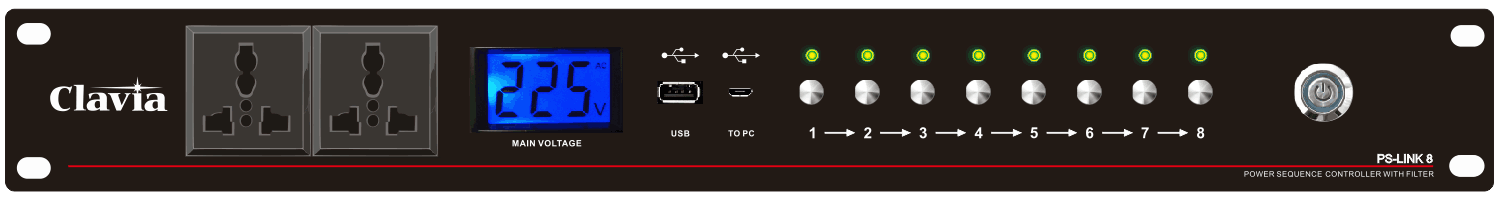 Clavia
225
AC
V
MAIN VOLTAGE
USB
TO PC
1 → 2 → 3 → 4 → 5 → 6 → 7 → 8
PS-LINK 8
POWER SEQUENCE CONTROLLER WITH FILTER